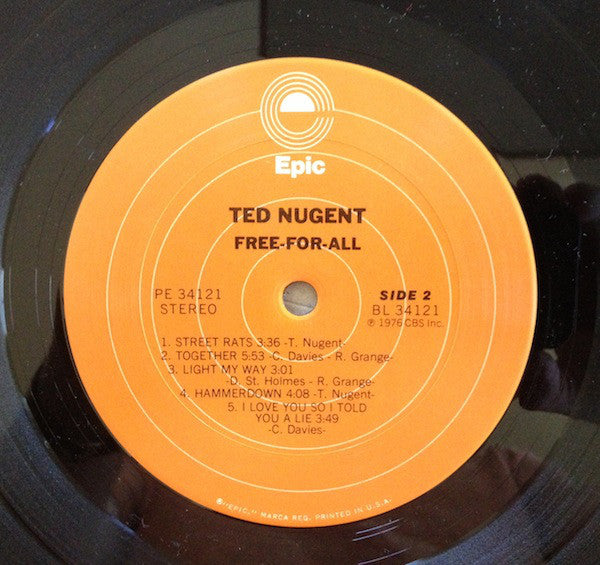 Epic
TED NUGENT
FREE-FOR-ALL
PE 34121
STEREO
SIDE 2
BL 34121
℗ 1976 CBS Inc.
1. STREET RATS 3:36 -T. Nugent-
2. TOGETHER 5:53 -C. Davies - R. Grange-
3. LIGHT MY WAY 3:01
-D. St. Holmes - R. Grange-
4. HAMMERDOWN 4:08 -T. Nugent-
5. I LOVE YOU SO I TOLD
YOU A LIE 3:49
-C. Davies-
"EPIC," MARCA REG. PRINTED IN U.S.A.